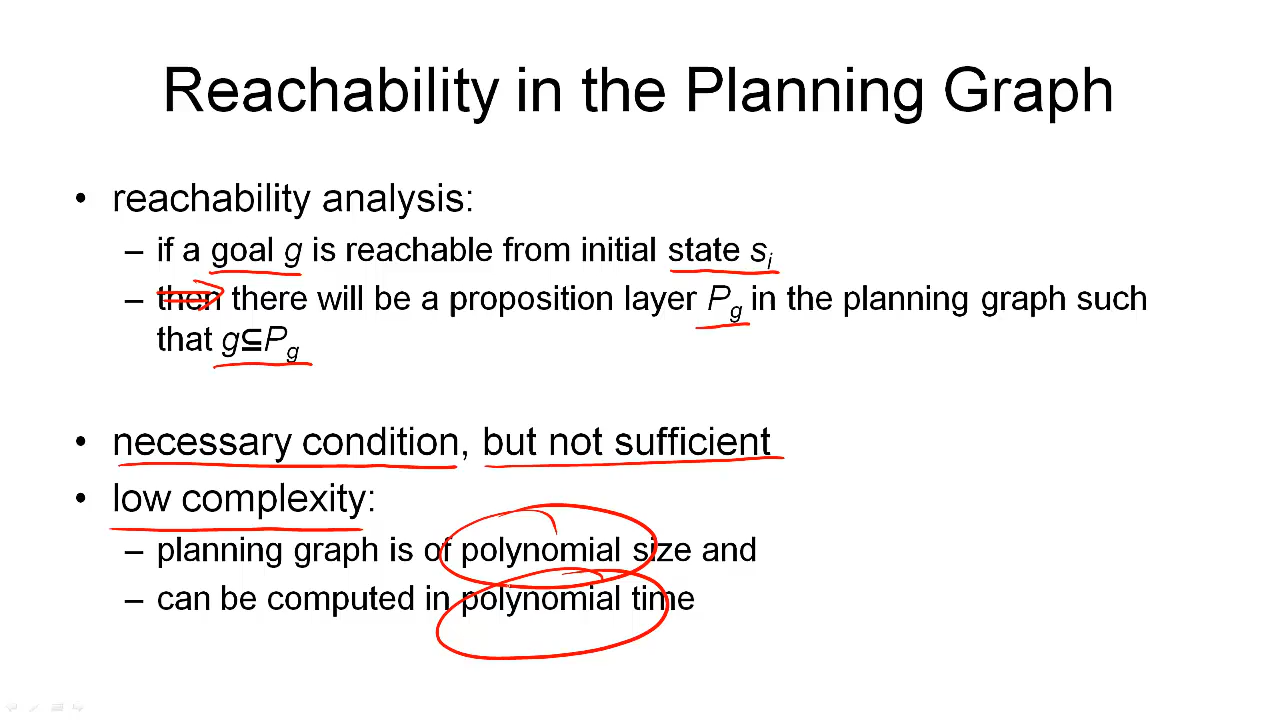 Reachability in the Planning Graph
• reachability analysis:
– if a goal g is reachable from initial state si
– then there will be a proposition layer Pg in the planning graph such
that g⊆Pg
• necessary condition, but not sufficient
• low complexity:
– planning graph is of polynomial size and
– can be computed in polynomial time